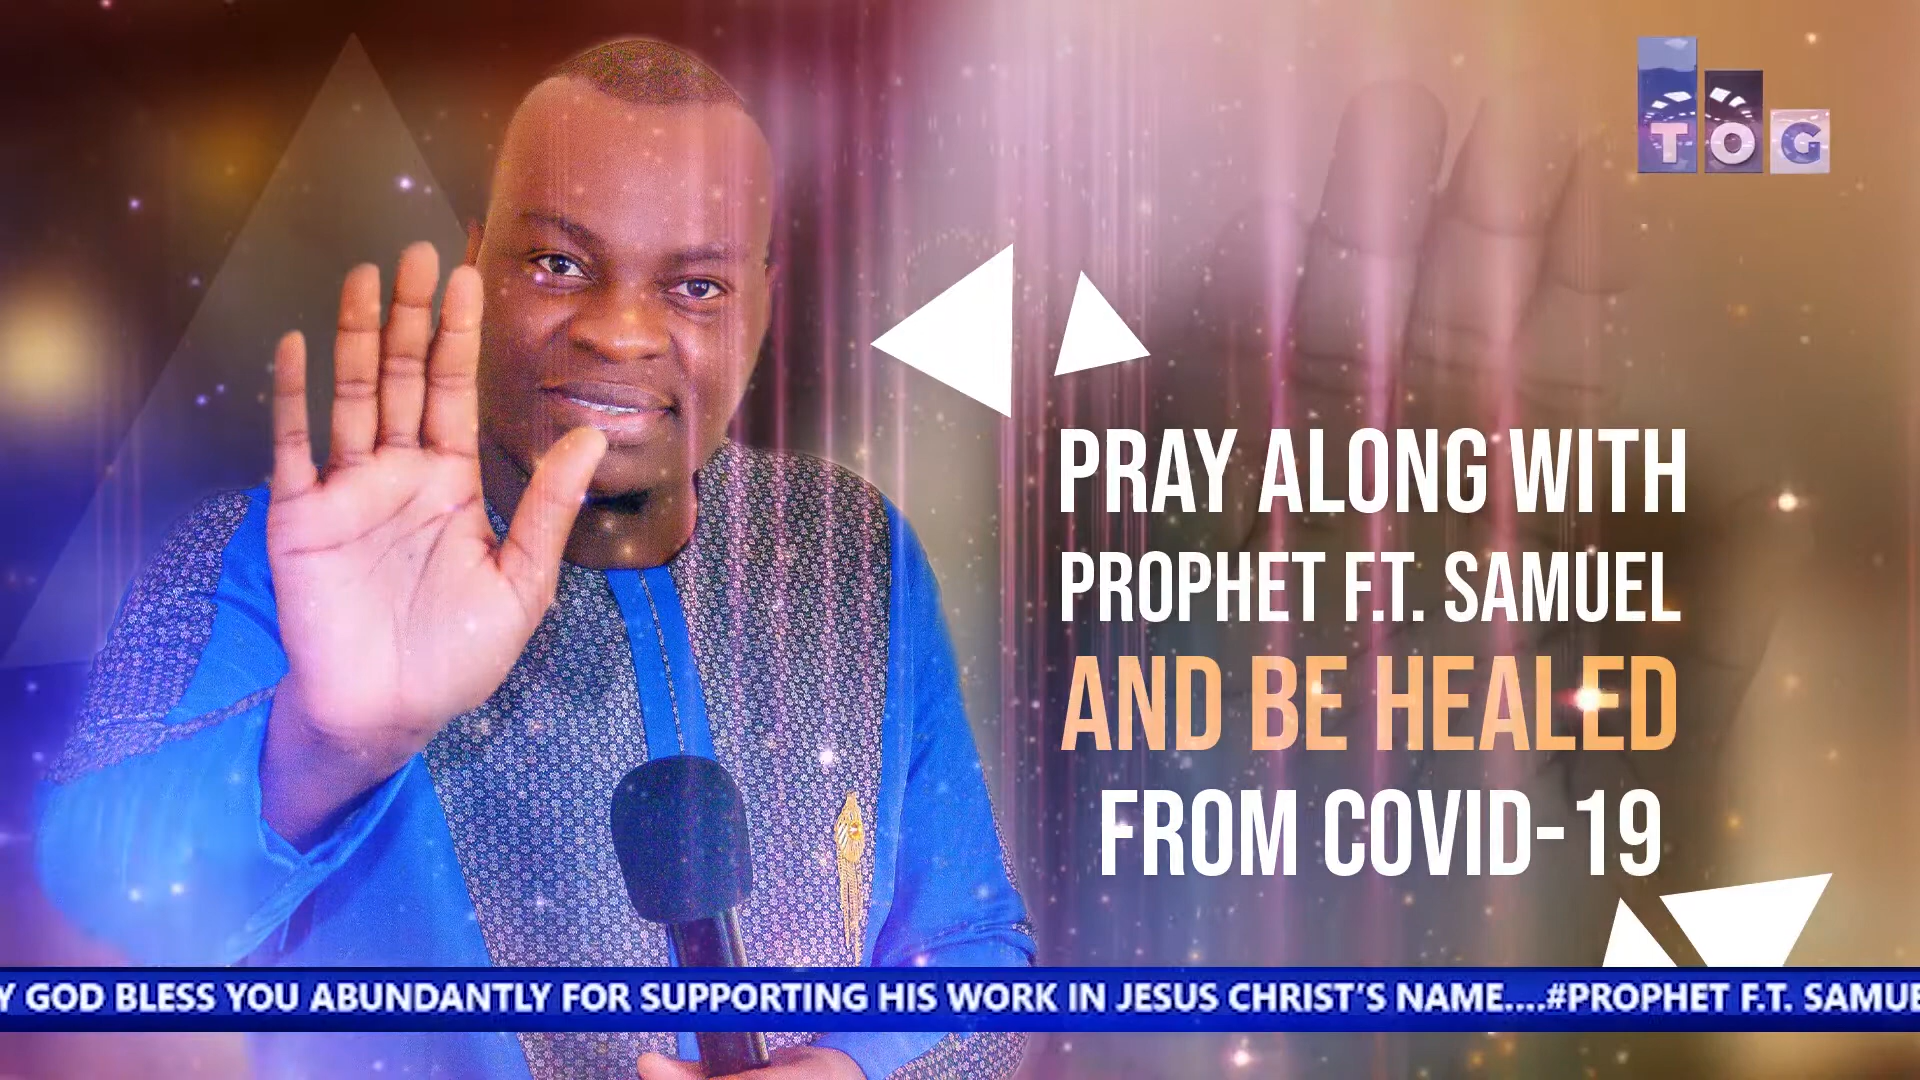 TOG
PRAY ALONG WITH
PROPHET F.T. SAMUEL
AND BE HEALED
FROM COVID-19
Y GOD BLESS YOU ABUNDANTLY FOR SUPPORTING HIS WORK IN JESUS CHRIST'S NAME....#PROPHET F.T. SAMUE